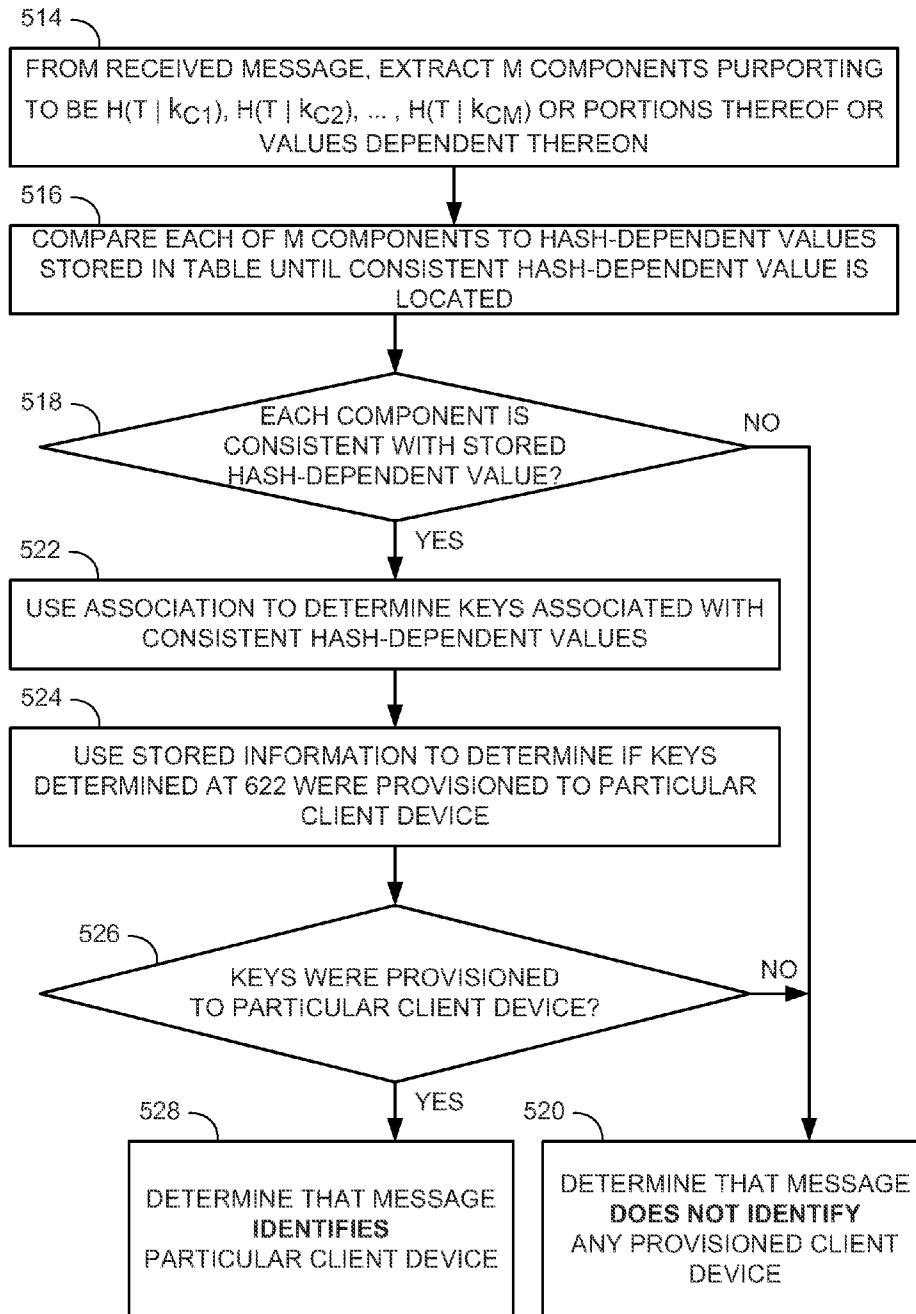 514
FROM RECEIVED MESSAGE, EXTRACT M COMPONENTS PURPORTING
TO BE H(T | kC1), H(T | kC2), ... , H(T | kCM) OR PORTIONS THEREOF OR
VALUES DEPENDENT THEREON
516
COMPARE EACH OF M COMPONENTS TO HASH-DEPENDENT VALUES
STORED IN TABLE UNTIL CONSISTENT HASH-DEPENDENT VALUE IS
LOCATED
518
EACH COMPONENT IS
CONSISTENT WITH STORED
HASH-DEPENDENT VALUE?
NO
YES
522
USE ASSOCIATION TO DETERMINE KEYS ASSOCIATED WITH
CONSISTENT HASH-DEPENDENT VALUES
524
USE STORED INFORMATION TO DETERMINE IF KEYS
DETERMINED AT 622 WERE PROVISIONED TO PARTICULAR
CLIENT DEVICE
526
KEYS WERE PROVISIONED
TO PARTICULAR CLIENT DEVICE?
NO
YES
528
DETERMINE THAT MESSAGE
IDENTIFIES
PARTICULAR CLIENT DEVICE
520
DETERMINE THAT MESSAGE
DOES NOT IDENTIFY
ANY PROVISIONED CLIENT
DEVICE